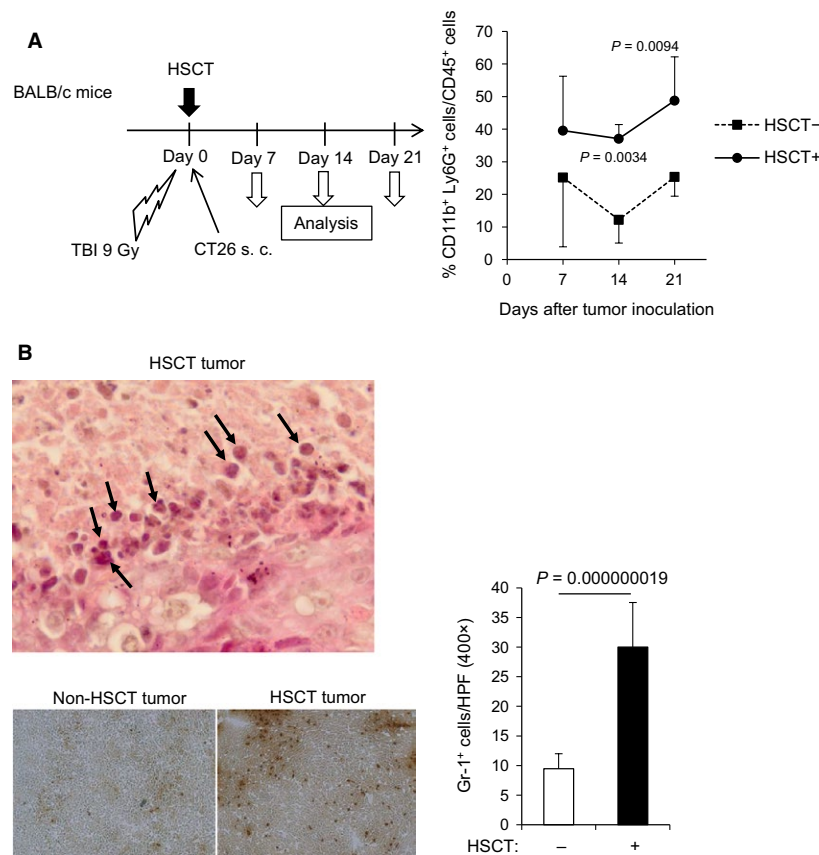 A
HSCT
BALB/c mice
Day 0 Day 7 Day 14 Day 21
Analysis
TBI 9 Gy CT26 s. c.
% CD11b⁺ Ly6G⁺ cells/CD45⁺ cells
70
60
50
40
30
20
10
0
0 7 14 21
Days after tumor inoculation
P = 0.0094
P = 0.0034
HSCT−
HSCT+
B
HSCT tumor
Non-HSCT tumor HSCT tumor
Gr-1⁺ cells/HPF (400×)
40
35
30
25
20
15
10
5
0
P = 0.000000019
HSCT: − +